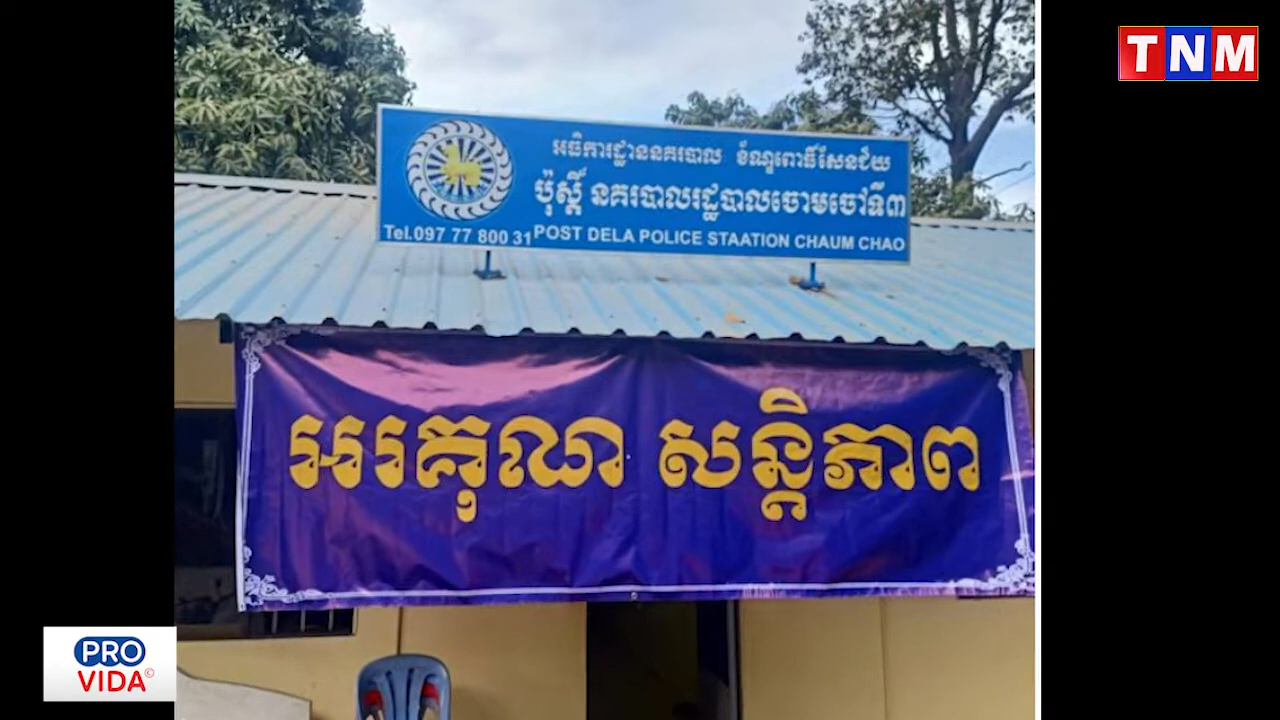 TNM
អធិការដ្ឋាននគរបាល ខ័ណ្ឌពោធិ៍សែនជ័យ
ប៉ុស្តិ៍ នគរបាលរដ្ឋបាលចោមចៅទី៣
Tel.097 77 800 31 POST DELA POLICE STAATION CHAUM CHAO
អរគុណ សន្តិភាព
PRO
VIDA